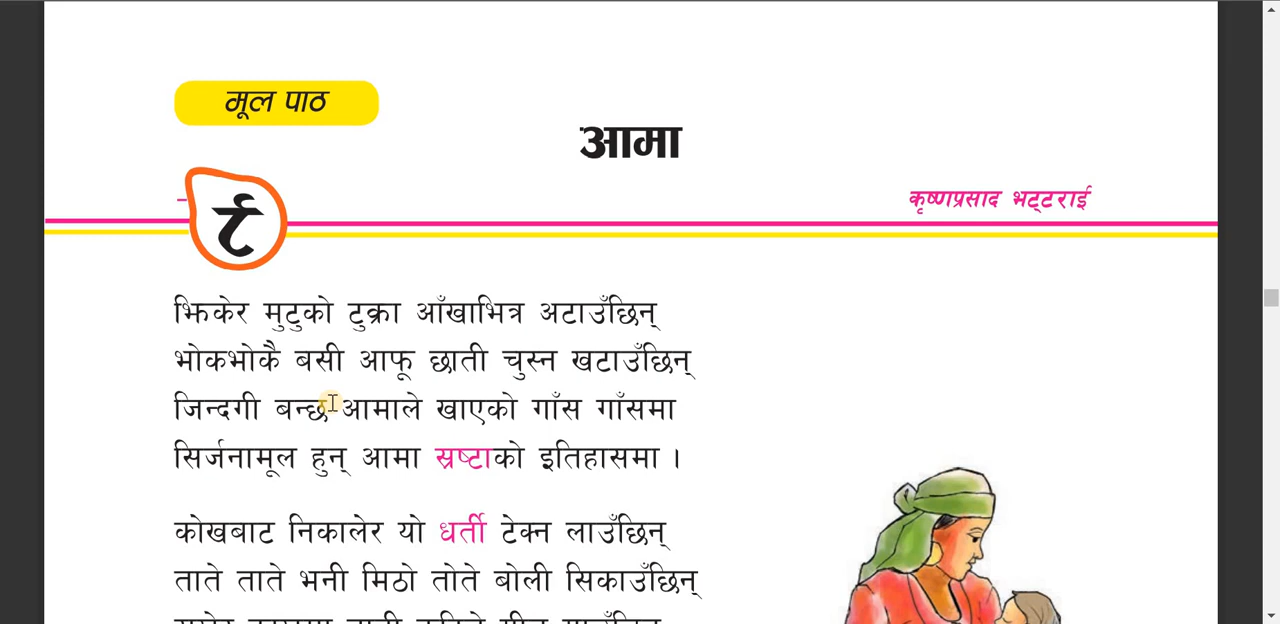 मूल पाठ
आमा
८
कृष्णप्रसाद भट्टराई
झिकेर मुटुको टुक्रा आँखाभित्र अटाउँछिन्
भोकभोकै बसी आफू छाती चुस्न खटाउँछिन्
जिन्दगी बन्छ आमाले खाएको गाँस गाँसमा
सिर्जनामूल हुन् आमा स्रष्टाको इतिहासमा ।
कोखबाट निकालेर यो धर्ती टेक्न लाउँछिन्
ताते ताते भनी मिठो तोते बोली सिकाउँछिन्